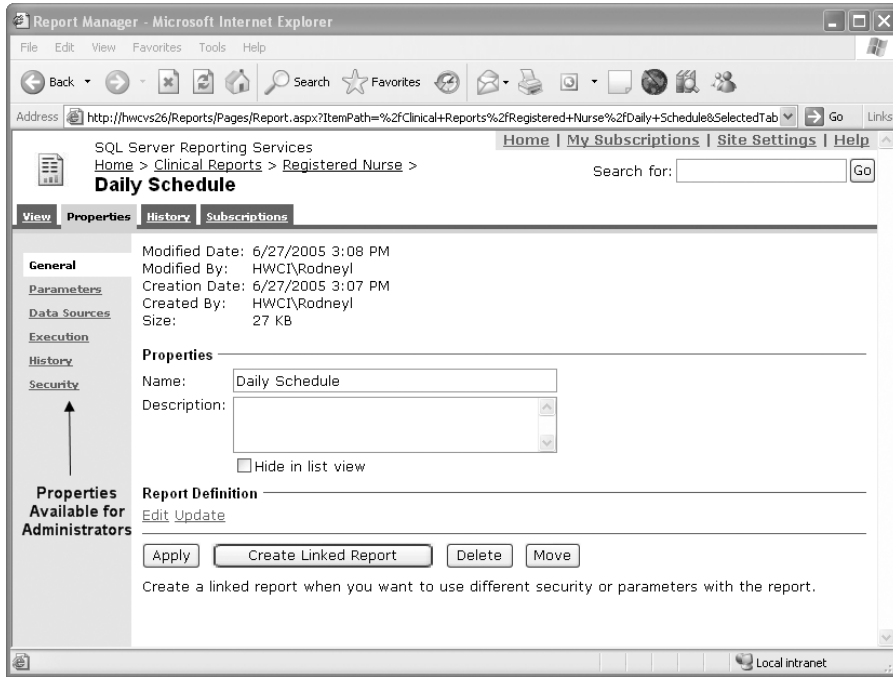 Report Manager - Microsoft Internet Explorer
File Edit View Favorites Tools Help
Back Search Favorites
Address http://hwcvs26/Reports/Pages/Report.aspx?ItemPath=%2fClinical+Reports%2fRegistered+Nurse%2fDaily+Schedule&SelectedTab Go Links
Home | My Subscriptions | Site Settings | Help
SQL Server Reporting Services
Home > Clinical Reports > Registered Nurse >
Daily Schedule
Search for: Go
View Properties History Subscriptions
General
Parameters
Data Sources
Execution
History
Security
Properties
Available for
Administrators
Modified Date: 6/27/2005 3:08 PM
Modified By: HWCI\Rodneyl
Creation Date: 6/27/2005 3:07 PM
Created By: HWCI\Rodneyl
Size: 27 KB
Properties
Name: Daily Schedule
Description:
Hide in list view
Report Definition
Edit Update
Apply Create Linked Report Delete Move
Create a linked report when you want to use different security or parameters with the report.
Local intranet